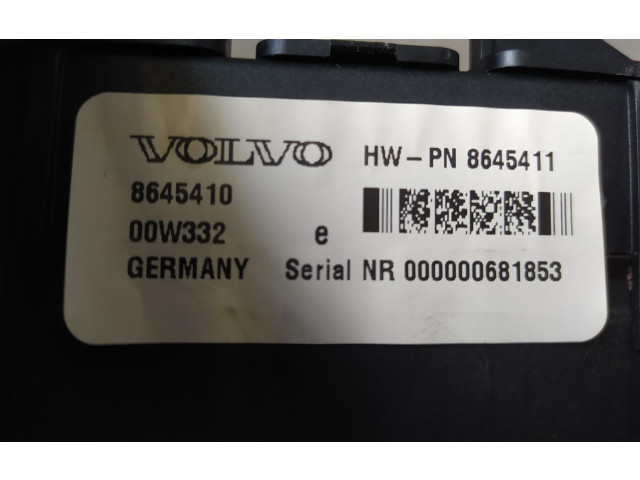 VOLVO HW-PN 8645411
8645410
00W332 e
GERMANY Serial NR 000000681853